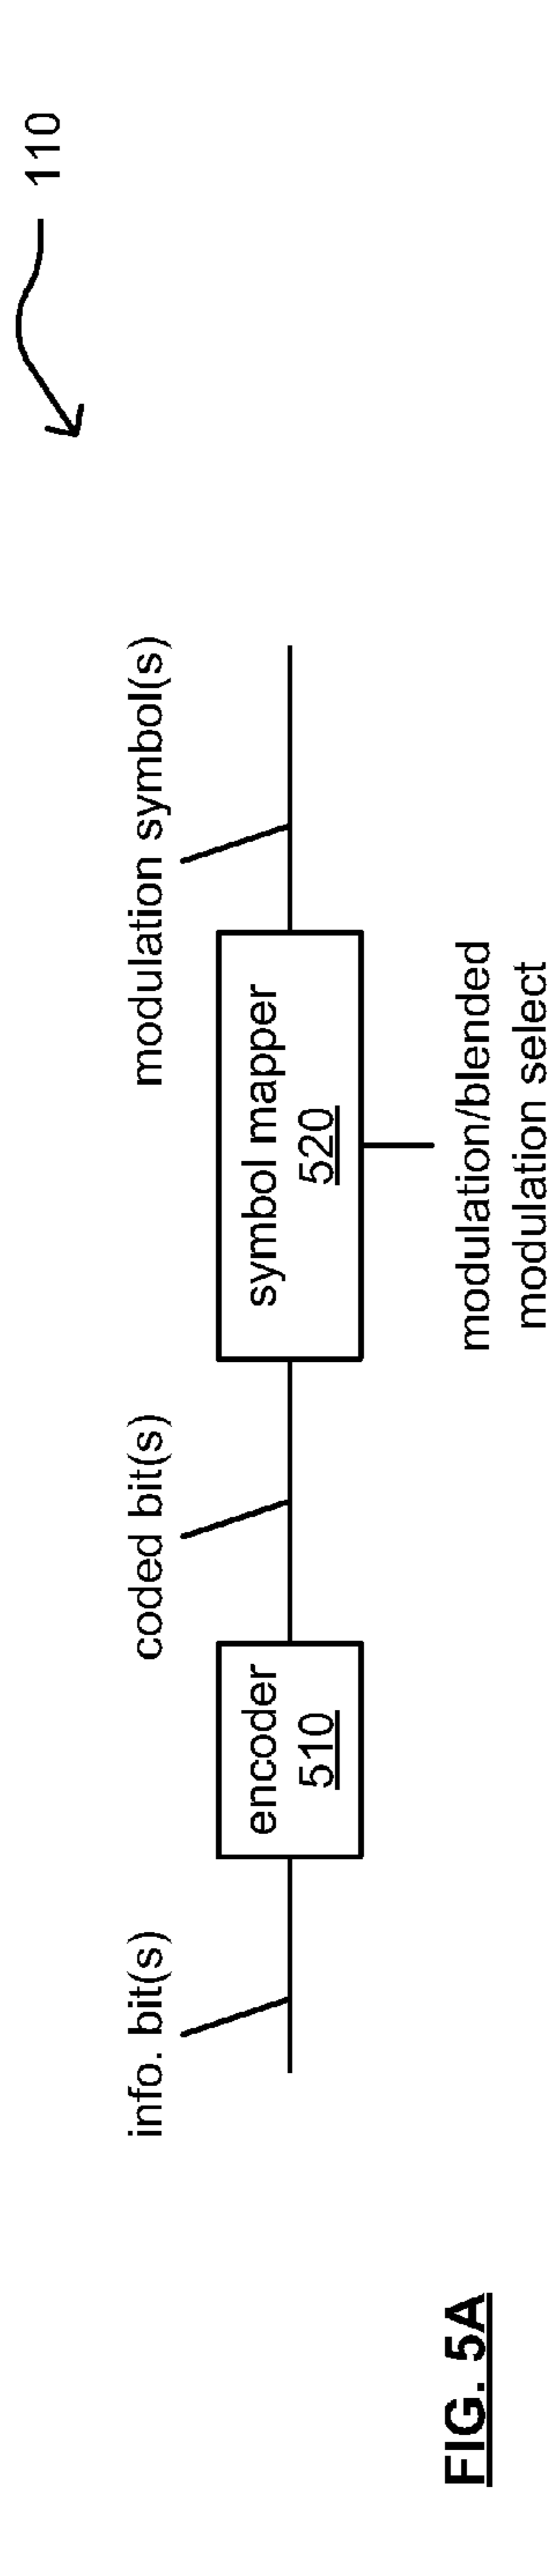 110
info. bit(s)
coded bit(s)
modulation symbol(s)
encoder
510
symbol mapper
520
modulation/blended
modulation select
FIG. 5A